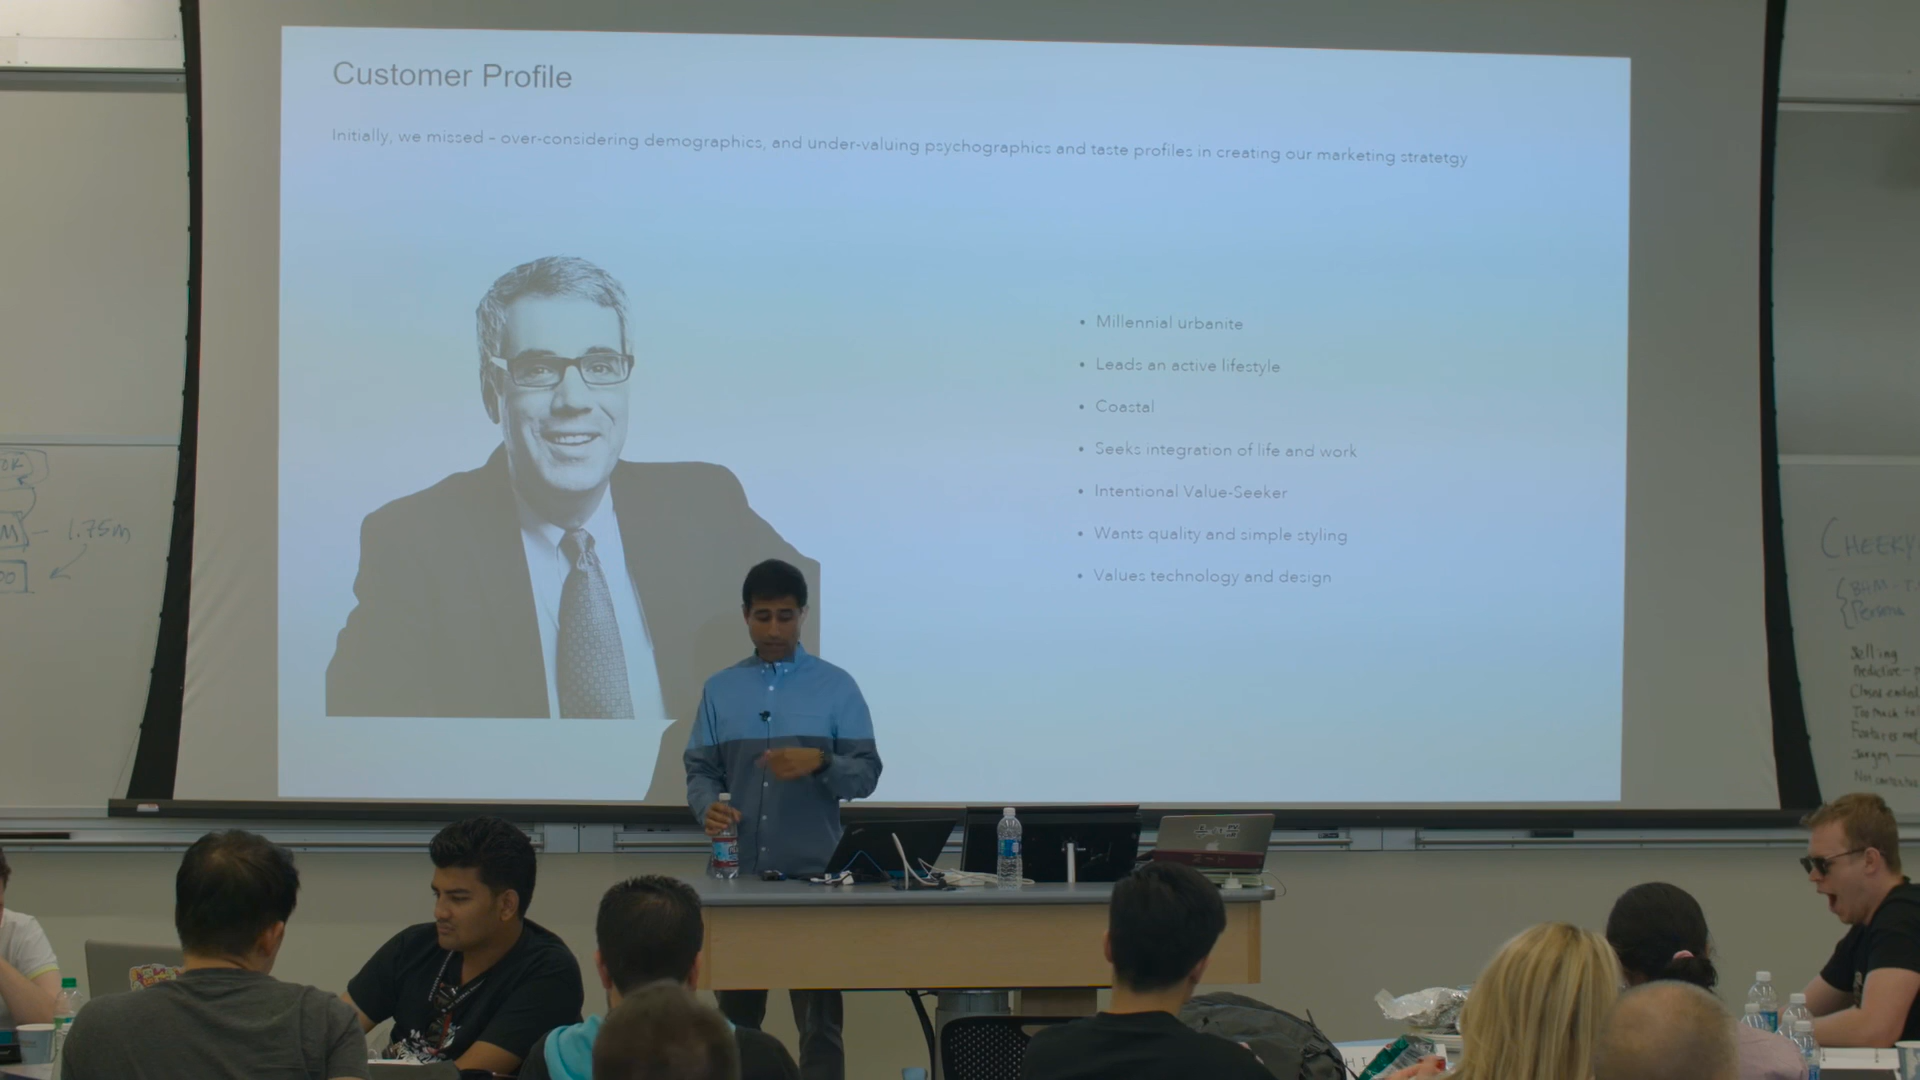 Customer Profile
Initially, we missed – over-considering demographics, and under-valuing psychographics and taste profiles in creating our marketing stratetgy
• Millennial urbanite
• Leads an active lifestyle
• Coastal
• Seeks integration of life and work
• Intentional Value-Seeker
• Wants quality and simple styling
• Values technology and design
1.75m
CHEEKY
Persona
Selling